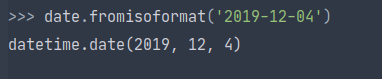 >>> date.fromisoformat('2019-12-04')
datetime.date(2019, 12, 4)